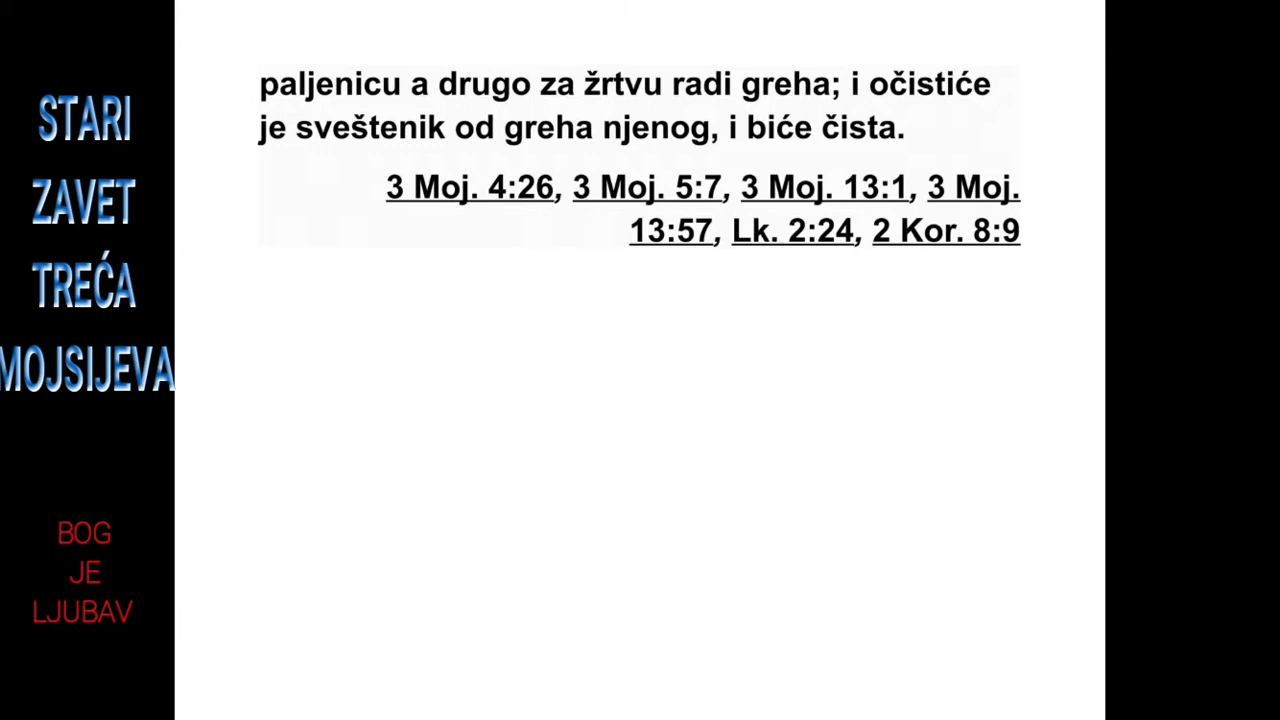 STARI
ZAVET
TREĆA
MOJSIJEVA
BOG
JE
LJUBAV
paljenicu a drugo za žrtvu radi greha; i očistiće
je sveštenik od greha njenog, i biće čista.
3 Moj. 4:26, 3 Moj. 5:7, 3 Moj. 13:1, 3 Moj.
13:57, Lk. 2:24, 2 Kor. 8:9